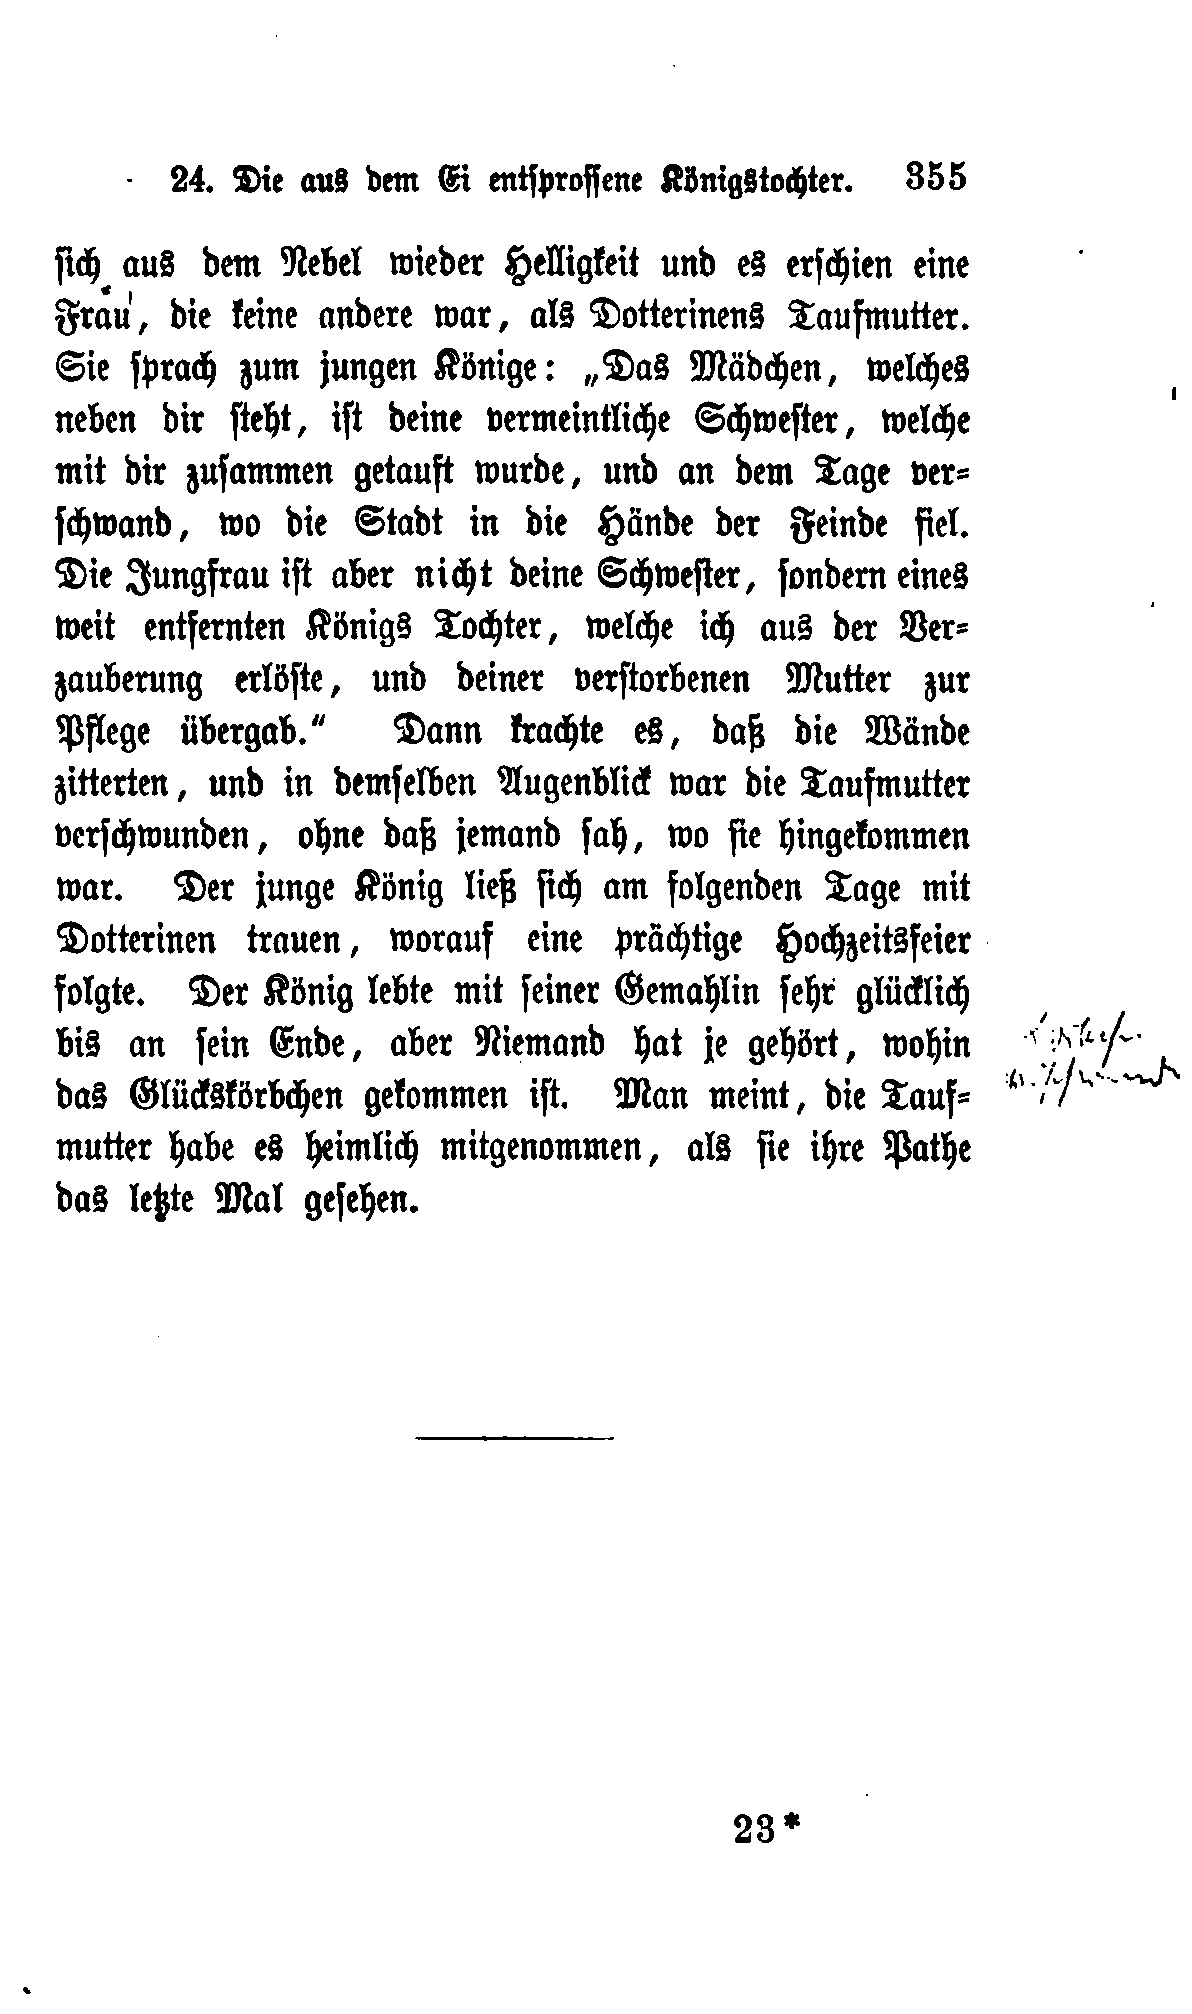 24. Die aus dem Ei entsprossene Königstochter. 355
sich aus dem Nebel wieder Helligkeit und es erschien eine
Frau, die keine andere war, als Dotterinens Taufmutter.
Sie sprach zum jungen Könige: „Das Mädchen, welches
neben dir steht, ist deine vermeintliche Schwester, welche
mit dir zusammen getauft wurde, und an dem Tage ver=
schwand, wo die Stadt in die Hände der Feinde fiel.
Die Jungfrau ist aber nicht deine Schwester, sondern eines
weit entfernten Königs Tochter, welche ich aus der Ver=
zauberung erlöste, und deiner verstorbenen Mutter zur
Pflege übergab.“ Dann krachte es, daß die Wände
zitterten, und in demselben Augenblick war die Taufmutter
verschwunden, ohne daß jemand sah, wo sie hingekommen
war. Der junge König ließ sich am folgenden Tage mit
Dotterinen trauen, worauf eine prächtige Hochzeitsfeier
folgte. Der König lebte mit seiner Gemahlin sehr glücklich
bis an sein Ende, aber Niemand hat je gehört, wohin
das Glückskörbchen gekommen ist. Man meint, die Tauf=
mutter habe es heimlich mitgenommen, als sie ihre Pathe
das letzte Mal gesehen.
23*